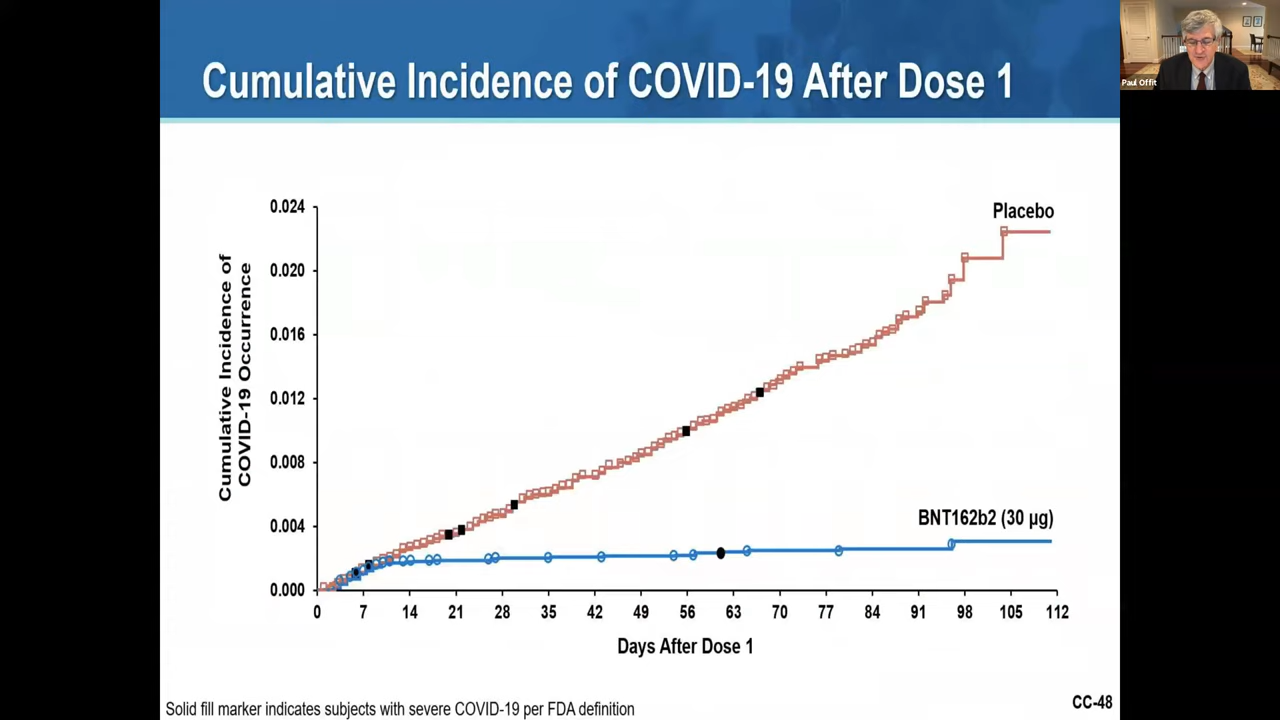 Cumulative Incidence of COVID-19 After Dose 1
Paul Offit
Cumulative Incidence of
COVID-19 Occurrence
0.024
0.020
0.016
0.012
0.008
0.004
0.000
Placebo
BNT162b2 (30 µg)
0 7 14 21 28 35 42 49 56 63 70 77 84 91 98 105 112
Days After Dose 1
Solid fill marker indicates subjects with severe COVID-19 per FDA definition
CC-48